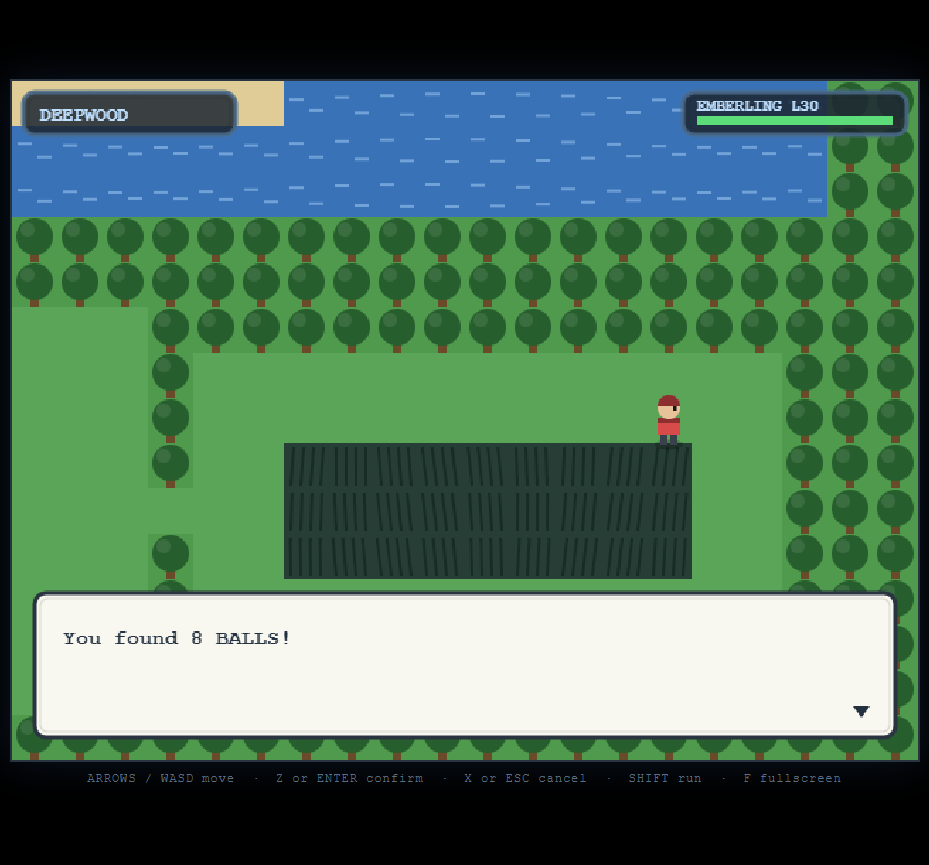 DEEPWOOD
EMBERLING L30
You found 8 BALLS!
ARROWS / WASD move · Z or ENTER confirm · X or ESC cancel · SHIFT run · F fullscreen